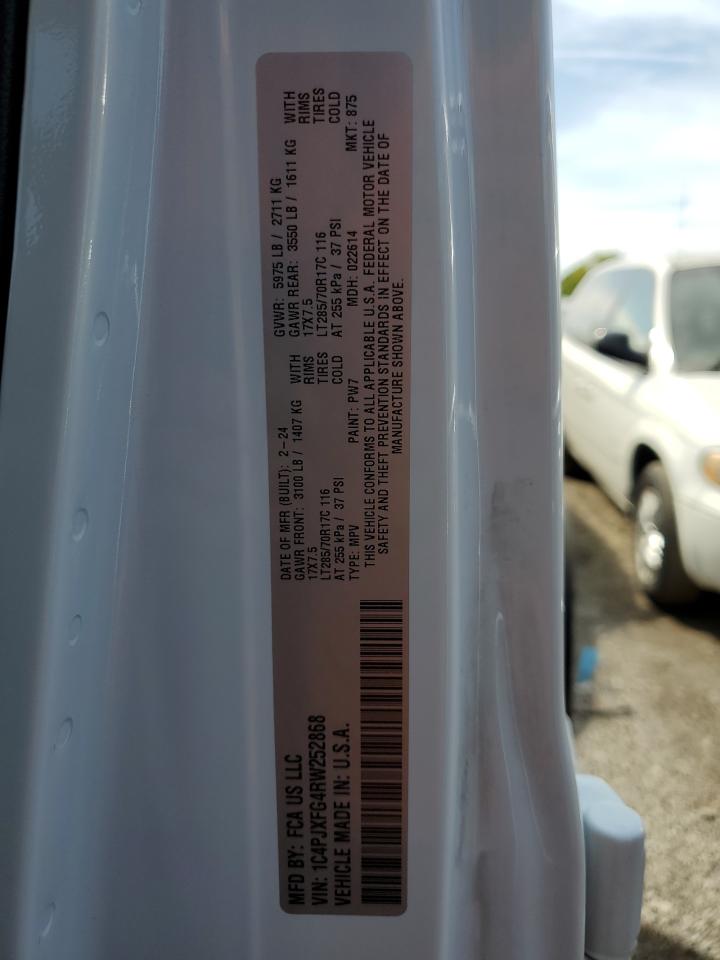 MFD BY: FCA US LLC
VIN: 1C4PJXFG4RW252868
VEHICLE MADE IN: U.S.A.
DATE OF MFR (BUILT): 2-24 GVWR: 5975 LB / 2711 KG
GAWR FRONT: 3100 LB / 1407 KG WITH GAWR REAR: 3550 LB / 1611 KG WITH
17X7.5 RIMS 17X7.5 RIMS
LT285/70R17C 116 TIRES LT285/70R17C 116 TIRES
AT 255 kPa / 37 PSI COLD AT 255 kPa / 37 PSI COLD
TYPE: MPV PAINT: PW7 MDH: 022614 MKT: 875
THIS VEHICLE CONFORMS TO ALL APPLICABLE U.S.A. FEDERAL MOTOR VEHICLE
SAFETY AND THEFT PREVENTION STANDARDS IN EFFECT ON THE DATE OF
MANUFACTURE SHOWN ABOVE.